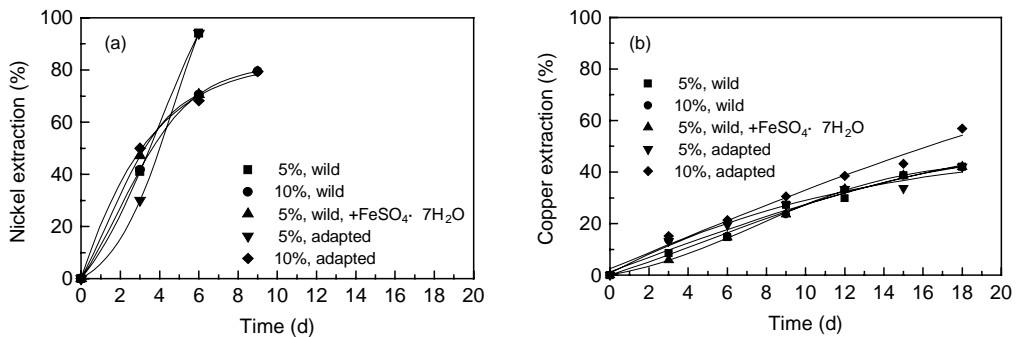 (a)
Nickel extraction (%)
100
80
60
40
20
0
5%, wild
10%, wild
5%, wild, +FeSO₄· 7H₂O
5%, adapted
10%, adapted
0 2 4 6 8 10 12 14 16 18 20
Time (d)
(b)
Copper extraction (%)
100
80
60
40
20
0
5%, wild
10%, wild
5%, wild, +FeSO₄· 7H₂O
5%, adapted
10%, adapted
0 2 4 6 8 10 12 14 16 18 20
Time (d)